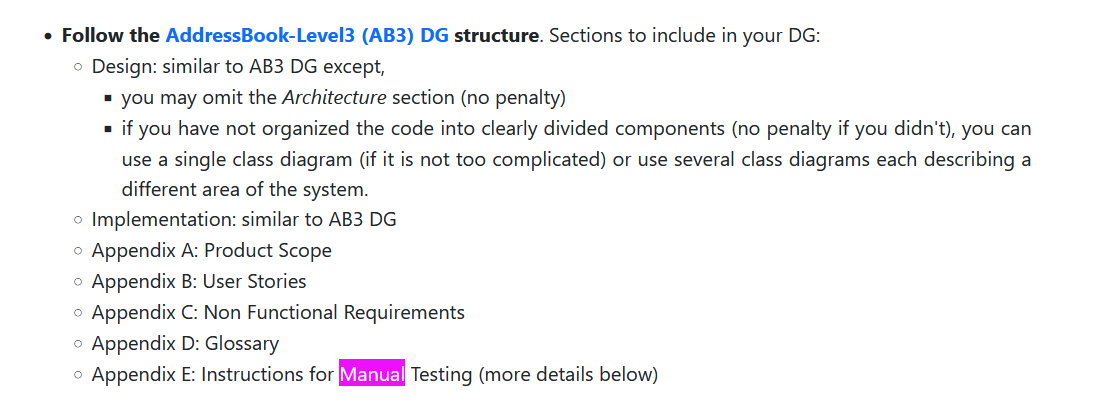 Follow the AddressBook-Level3 (AB3) DG structure. Sections to include in your DG:
Design: similar to AB3 DG except,
you may omit the Architecture section (no penalty)
if you have not organized the code into clearly divided components (no penalty if you didn't), you can
use a single class diagram (if it is not too complicated) or use several class diagrams each describing a
different area of the system.
Implementation: similar to AB3 DG
Appendix A: Product Scope
Appendix B: User Stories
Appendix C: Non Functional Requirements
Appendix D: Glossary
Appendix E: Instructions for Manual Testing (more details below)